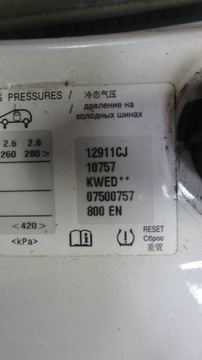 PRESSURES / 冷态气压
давление на
холодных шинах
2.6 2.8
260 280>
12911CJ
10757
KWED**
07500757
800 EN
<420>
<kPa>
RESET
Сброс
重置